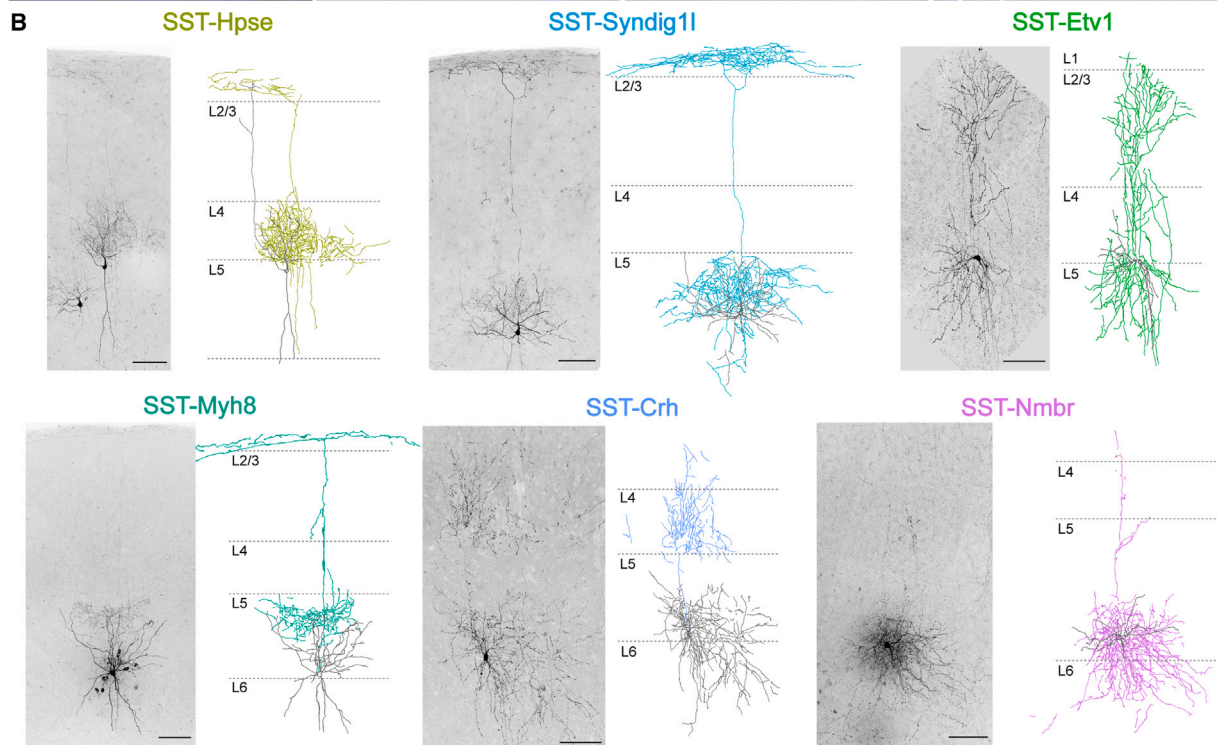 B
SST-Hpse
SST-Syndig1l
SST-Etv1
L2/3
L4
L5
L2/3
L4
L5
L1
L2/3
L4
L5
SST-Myh8
SST-Crh
SST-Nmbr
L2/3
L4
L5
L6
L4
L5
L6
L4
L5
L6